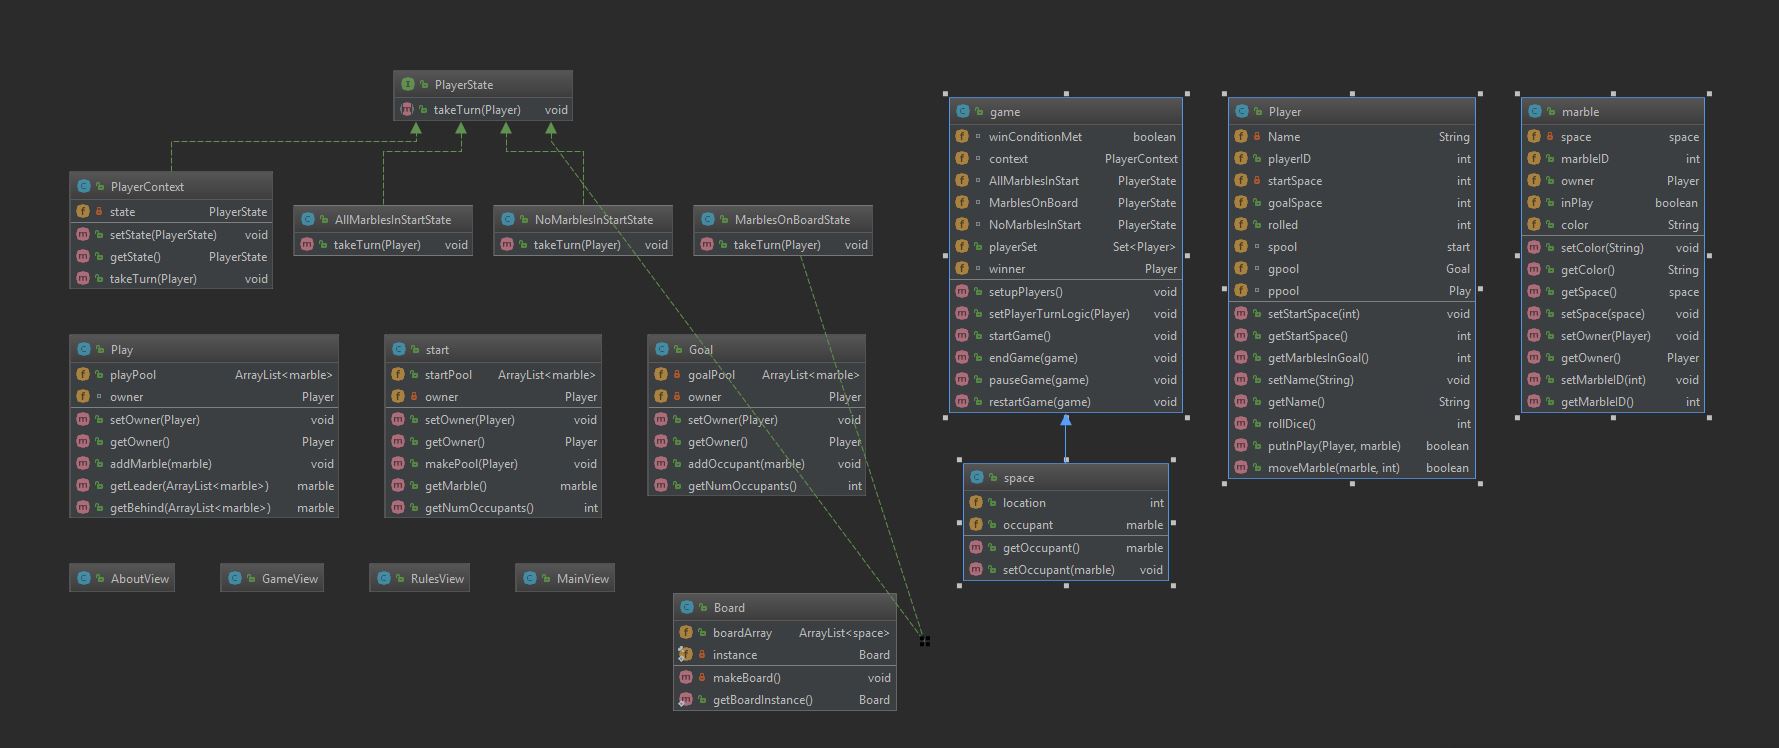 PlayerState
takeTurn(Player) void
PlayerContext
state PlayerState
setState(PlayerState) void
getState() PlayerState
takeTurn(Player) void
AllMarblesInStartState
takeTurn(Player) void
NoMarblesInStartState
takeTurn(Player) void
MarblesOnBoardState
takeTurn(Player) void
game
winConditionMet boolean
context PlayerContext
AllMarblesInStart PlayerState
MarblesOnBoard PlayerState
NoMarblesInStart PlayerState
playerSet Set<Player>
winner Player
setupPlayers() void
setPlayerTurnLogic(Player) void
startGame() void
endGame(game) void
pauseGame(game) void
restartGame(game) void
Player
Name String
playerID int
startSpace int
goalSpace int
rolled int
spool start
gpool Goal
ppool Play
setStartSpace(int) void
getStartSpace() int
getMarblesInGoal() int
setName(String) void
getName() String
rollDice() int
putInPlay(Player, marble) boolean
moveMarble(marble, int) boolean
marble
space space
marbleID int
owner Player
inPlay boolean
color String
setColor(String) void
getColor() String
getSpace() space
setSpace(space) void
setOwner(Player) void
getOwner() Player
setMarbleID(int) void
getMarbleID() int
Play
playPool ArrayList<marble>
owner Player
setOwner(Player) void
getOwner() Player
addMarble(marble) void
getLeader(ArrayList<marble>) marble
getBehind(ArrayList<marble>) marble
start
startPool ArrayList<marble>
owner Player
setOwner(Player) void
getOwner() Player
makePool(Player) void
getMarble() marble
getNumOccupants() int
Goal
goalPool ArrayList<marble>
owner Player
setOwner(Player) void
getOwner() Player
addOccupant(marble) void
getNumOccupants() int
space
location int
occupant marble
getOccupant() marble
setOccupant(marble) void
AboutView
GameView
RulesView
MainView
Board
boardArray ArrayList<space>
instance Board
makeBoard() void
getBoardInstance() Board